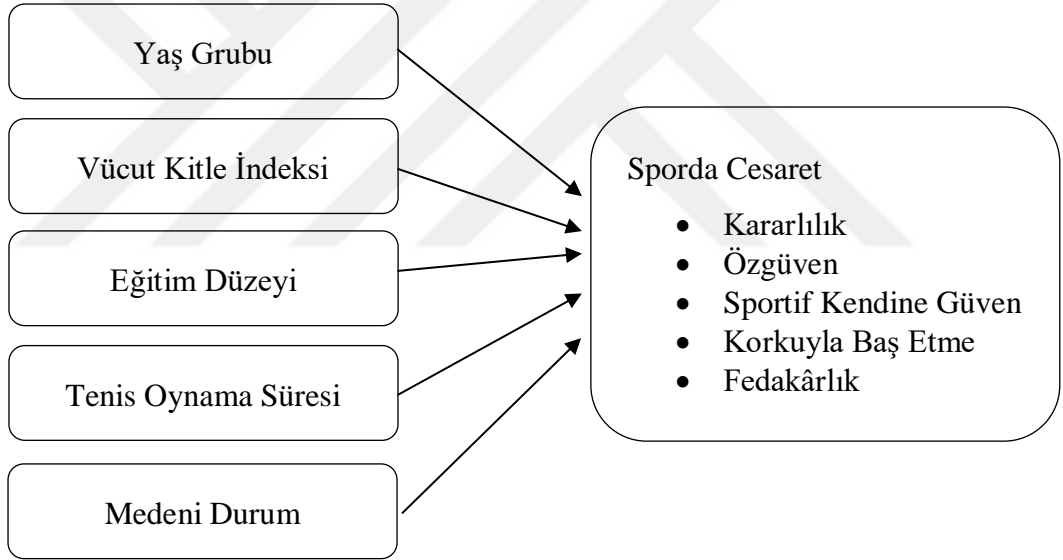 Yaş Grubu
Vücut Kitle İndeksi
Eğitim Düzeyi
Tenis Oynama Süresi
Medeni Durum
Sporda Cesaret
• Kararlılık
• Özgüven
• Sportif Kendine Güven
• Korkuyla Baş Etme
• Fedakârlık